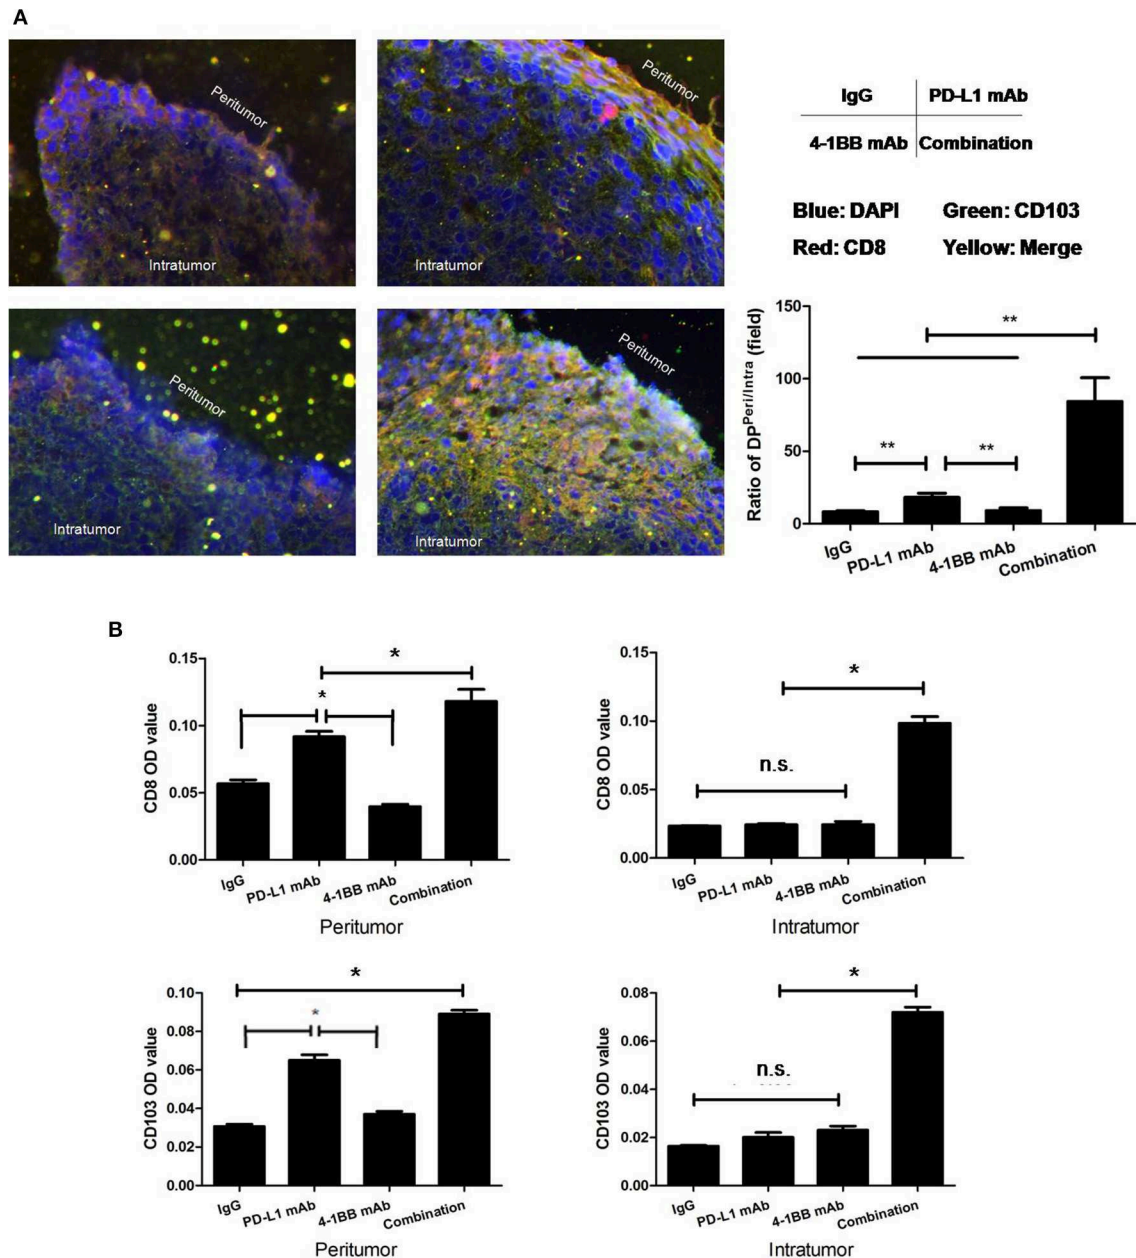 A
Peritumor
Intratumor
Peritumor
Intratumor
Peritumor
Intratumor
Peritumor
Intratumor
IgG PD-L1 mAb
4-1BB mAb Combination
Blue: DAPI Green: CD103
Red: CD8 Yellow: Merge
Ratio of DP^Peri/Intra (field)
150
100
50
0
**
** **
IgG PD-L1 mAb 4-1BB mAb Combination
B
CD8 OD value
0.15
0.10
0.05
0.00
*
*
IgG PD-L1 mAb 4-1BB mAb Combination
Peritumor
CD8 OD value
0.15
0.10
0.05
0.00
*
n.s.
IgG PD-L1 mAb 4-1BB mAb Combination
Intratumor
CD103 OD value
0.10
0.08
0.06
0.04
0.02
0.00
*
*
IgG PD-L1 mAb 4-1BB mAb Combination
Peritumor
CD103 OD value
0.08
0.06
0.04
0.02
0.00
*
n.s.
IgG PD-L1 mAb 4-1BB mAb Combination
Intratumor